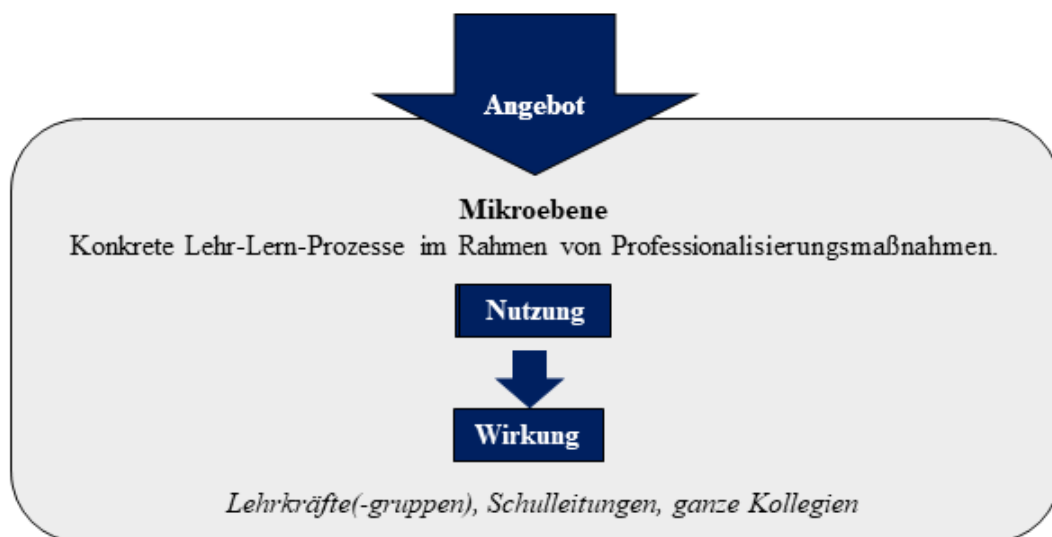 Angebot
Mikroebene
Konkrete Lehr-Lern-Prozesse im Rahmen von Professionalisierungsmaßnahmen.
Nutzung
Wirkung
Lehrkräfte(-gruppen), Schulleitungen, ganze Kollegien